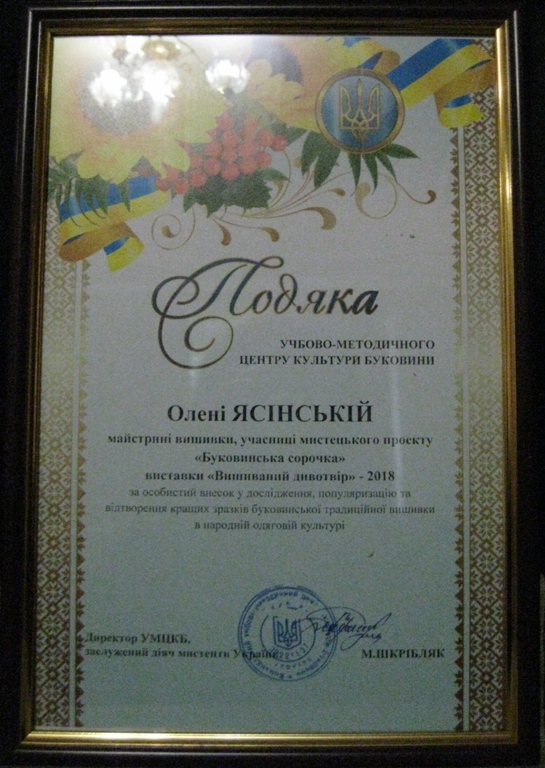 Подяка
УЧБОВО-МЕТОДИЧНОГО
ЦЕНТРУ КУЛЬТУРИ БУКОВИНИ
Олені ЯСІНСЬКІЙ
майстрині вишивки, учасниці мистецького проєкту
«Буковинська сорочка»
виставки «Вишиваний дивотвір» - 2018
за особистий внесок у дослідження, популяризацію та
відтворення кращих зразків буковинської традиційної вишивки
в народній одяговій культурі
Директор УМЦКБ,
заслужений діяч мистецтв України
М.ШКРІБЛЯК